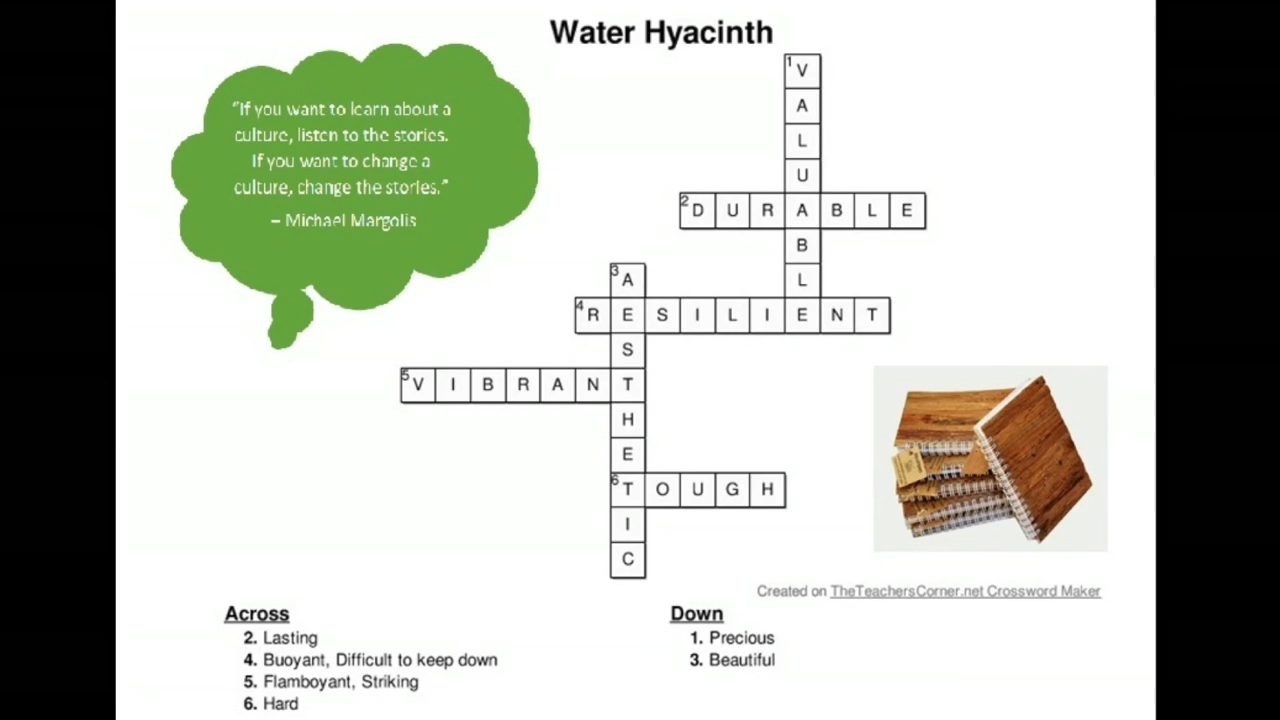 Water Hyacinth
“If you want to learn about a
culture, listen to the stories.
If you want to change a
culture, change the stories.”
– Michael Margolis
1 V
A
L
U
2 D U R A B L E
B
3 A L
4 R E S I L I E N T
S
5 V I B R A N T
H
E
6 T O U G H
I
C
Created on TheTeachersCorner.net Crossword Maker
Across
2. Lasting
4. Buoyant, Difficult to keep down
5. Flamboyant, Striking
6. Hard
Down
1. Precious
3. Beautiful